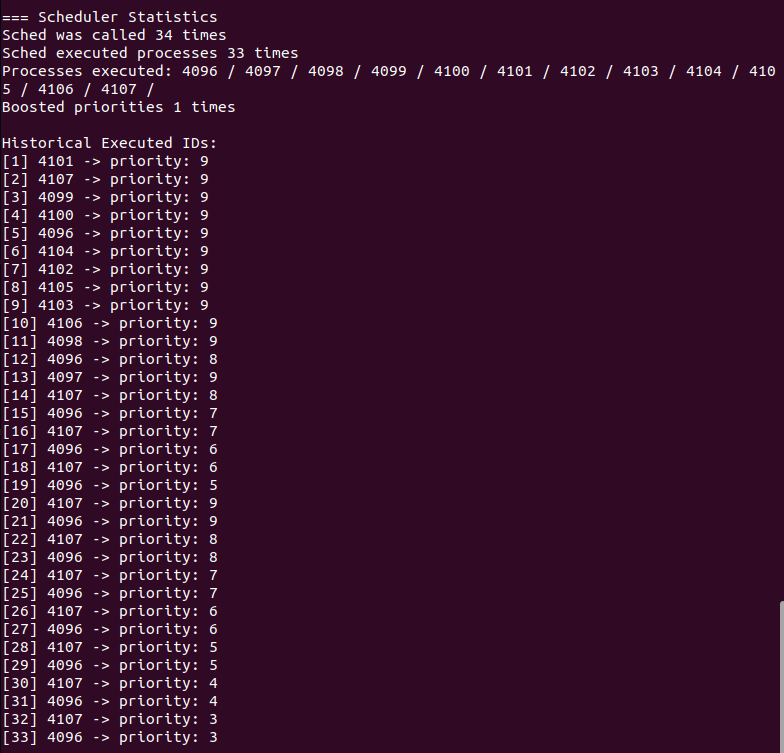 === Scheduler Statistics
Sched was called 34 times
Sched executed processes 33 times
Processes executed: 4096 / 4097 / 4098 / 4099 / 4100 / 4101 / 4102 / 4103 / 4104 / 410
5 / 4106 / 4107 /
Boosted priorities 1 times

Historical Executed IDs:
[1] 4101 -> priority: 9
[2] 4107 -> priority: 9
[3] 4099 -> priority: 9
[4] 4100 -> priority: 9
[5] 4096 -> priority: 9
[6] 4104 -> priority: 9
[7] 4102 -> priority: 9
[8] 4105 -> priority: 9
[9] 4103 -> priority: 9
[10] 4106 -> priority: 9
[11] 4098 -> priority: 9
[12] 4096 -> priority: 8
[13] 4097 -> priority: 9
[14] 4107 -> priority: 8
[15] 4096 -> priority: 7
[16] 4107 -> priority: 7
[17] 4096 -> priority: 6
[18] 4107 -> priority: 6
[19] 4096 -> priority: 5
[20] 4107 -> priority: 9
[21] 4096 -> priority: 9
[22] 4107 -> priority: 8
[23] 4096 -> priority: 8
[24] 4107 -> priority: 7
[25] 4096 -> priority: 7
[26] 4107 -> priority: 6
[27] 4096 -> priority: 6
[28] 4107 -> priority: 5
[29] 4096 -> priority: 5
[30] 4107 -> priority: 4
[31] 4096 -> priority: 4
[32] 4107 -> priority: 3
[33] 4096 -> priority: 3